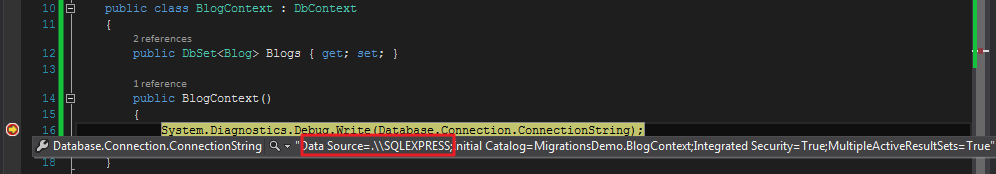 10 public class BlogContext : DbContext
11 {
2 references
12 public DbSet<Blog> Blogs { get; set; }
13
1 reference
14 public BlogContext()
15 {
16 System.Diagnostics.Debug.Write(Database.Connection.ConnectionString);
Database.Connection.ConnectionString "Data Source=.\\SQLEXPRESS;Initial Catalog=MigrationsDemo.BlogContext;Integrated Security=True;MultipleActiveResultSets=True"
18 }